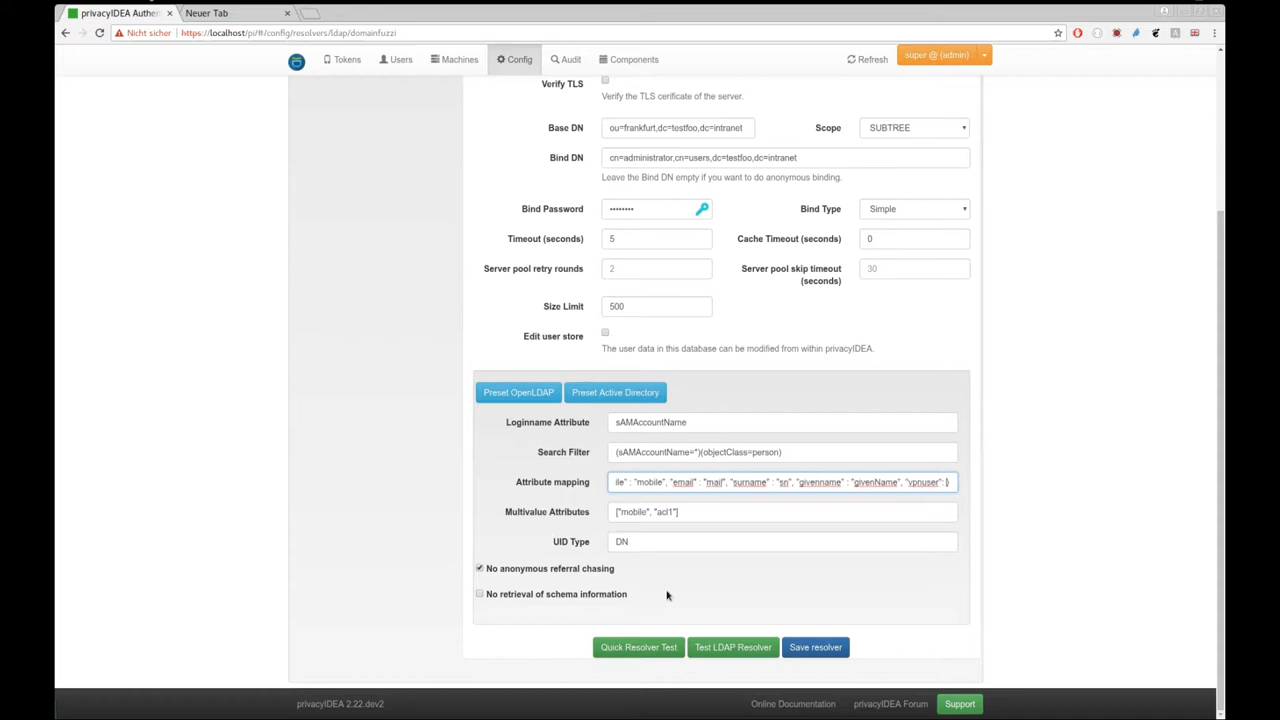 privacyIDEA Authen
Neuer Tab
Nicht sicher | https://localhost/pi/#/config/resolvers/ldap/domainfuzzi
Tokens Users Machines Config Audit Components Refresh super @ (admin)
Verify TLS
Verify the TLS cerificate of the server.
Base DN ou=frankfurt,dc=testfoo,dc=intranet Scope SUBTREE
Bind DN cn=administrator,cn=users,dc=testfoo,dc=intranet
Leave the Bind DN empty if you want to do anonymous binding.
Bind Password •••••••• Bind Type Simple
Timeout (seconds) 5 Cache Timeout (seconds) 0
Server pool retry rounds 2 Server pool skip timeout
(seconds) 30
Size Limit 500
Edit user store
The user data in this database can be modified from within privacyIDEA.
Preset OpenLDAP Preset Active Directory
Loginname Attribute sAMAccountName
Search Filter (sAMAccountName=*)(objectClass=person)
Attribute mapping ile" : "mobile", "email" : "mail", "surname" : "sn", "givenname" : "givenName", "vpnuser": }
Multivalue Attributes ["mobile", "acl1"]
UID Type DN
No anonymous referral chasing
No retrieval of schema information
Quick Resolver Test Test LDAP Resolver Save resolver
privacyIDEA 2.22.dev2 Online Documentation privacyIDEA Forum Support